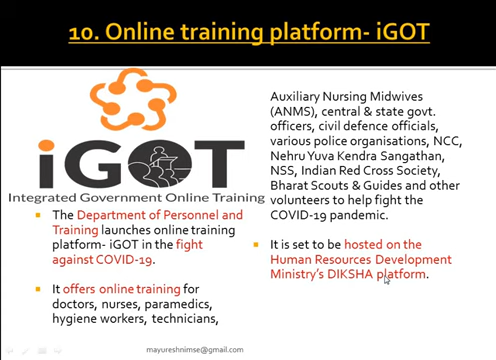 10. Online training platform- iGOT
iGOT
Integrated Government Online Training
The Department of Personnel and
Training launches online training
platform- iGOT in the fight
against COVID-19.
It offers online training for
doctors, nurses, paramedics,
hygiene workers, technicians,
Auxiliary Nursing Midwives
(ANMS), central & state govt.
officers, civil defence officials,
various police organisations, NCC,
Nehru Yuva Kendra Sangathan,
NSS, Indian Red Cross Society,
Bharat Scouts & Guides and other
volunteers to help fight the
COVID-19 pandemic.
It is set to be hosted on the
Human Resources Development
Ministry's DIKSHA platform.
mayureshnimse@gmail.com